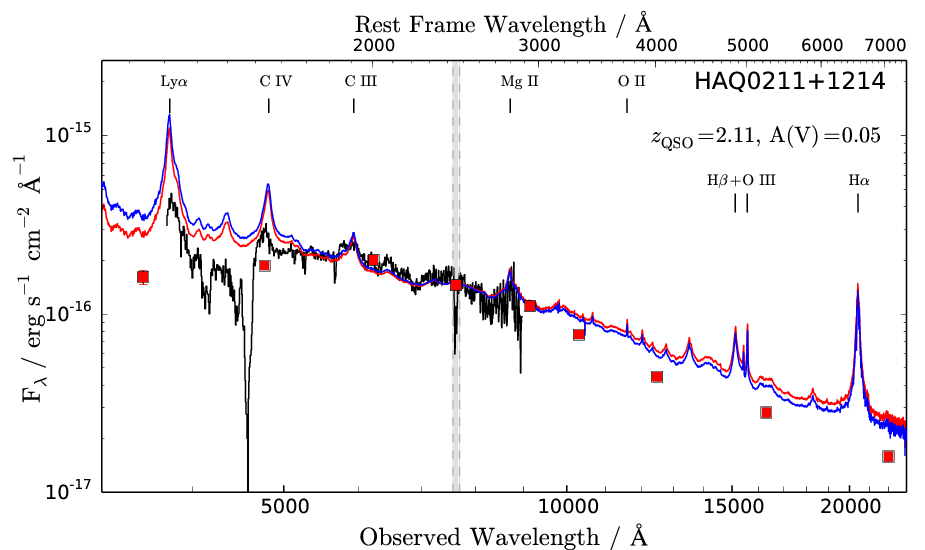 Rest Frame Wavelength / Å
2000 3000 4000 5000 6000 7000
Lyα C IV C III Mg II O II
HAQ0211+1214
z_QSO=2.11, A(V)=0.05
Hβ+O III Hα
10^-15
10^-16
10^-17
F_λ / erg s^-1 cm^-2 Å^-1
5000 10000 15000 20000
Observed Wavelength / Å